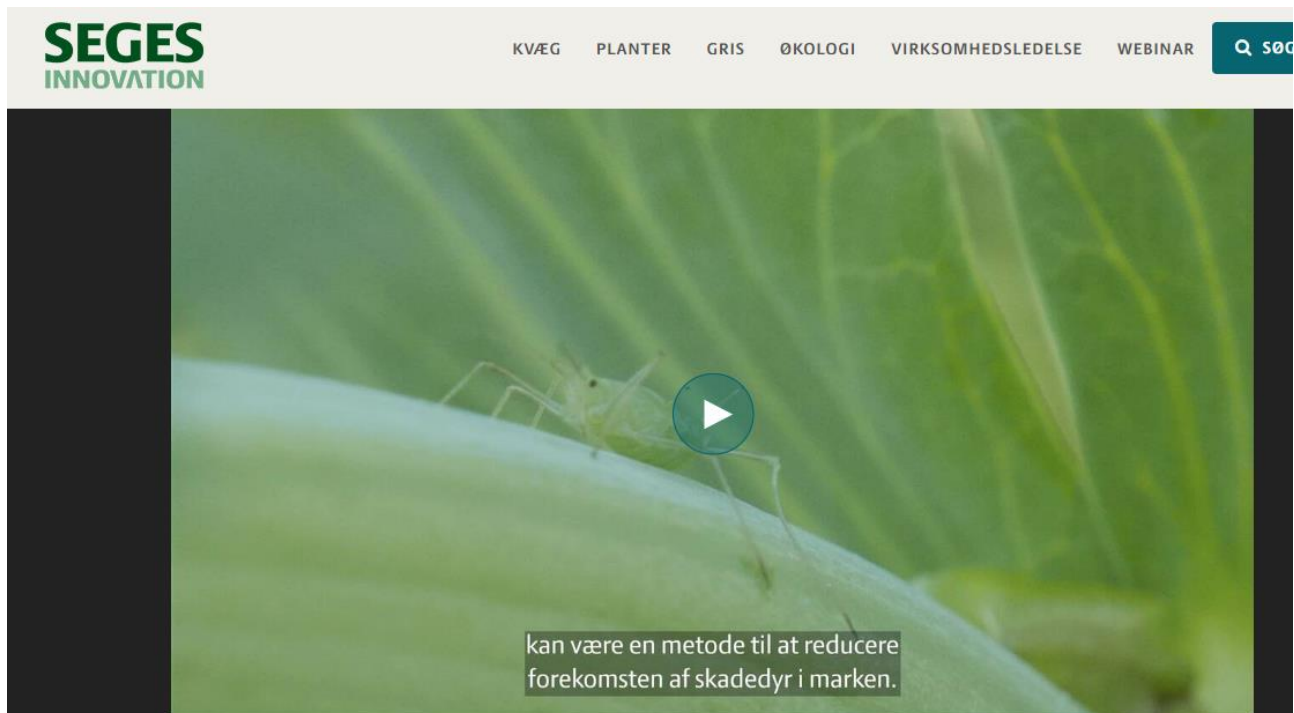 SEGES
INNOVATION
KVÆG PLANTER GRIS ØKOLOGI VIRKSOMHEDSLEDELSE WEBINAR SØG
kan være en metode til at reducere
forekomsten af skadedyr i marken.